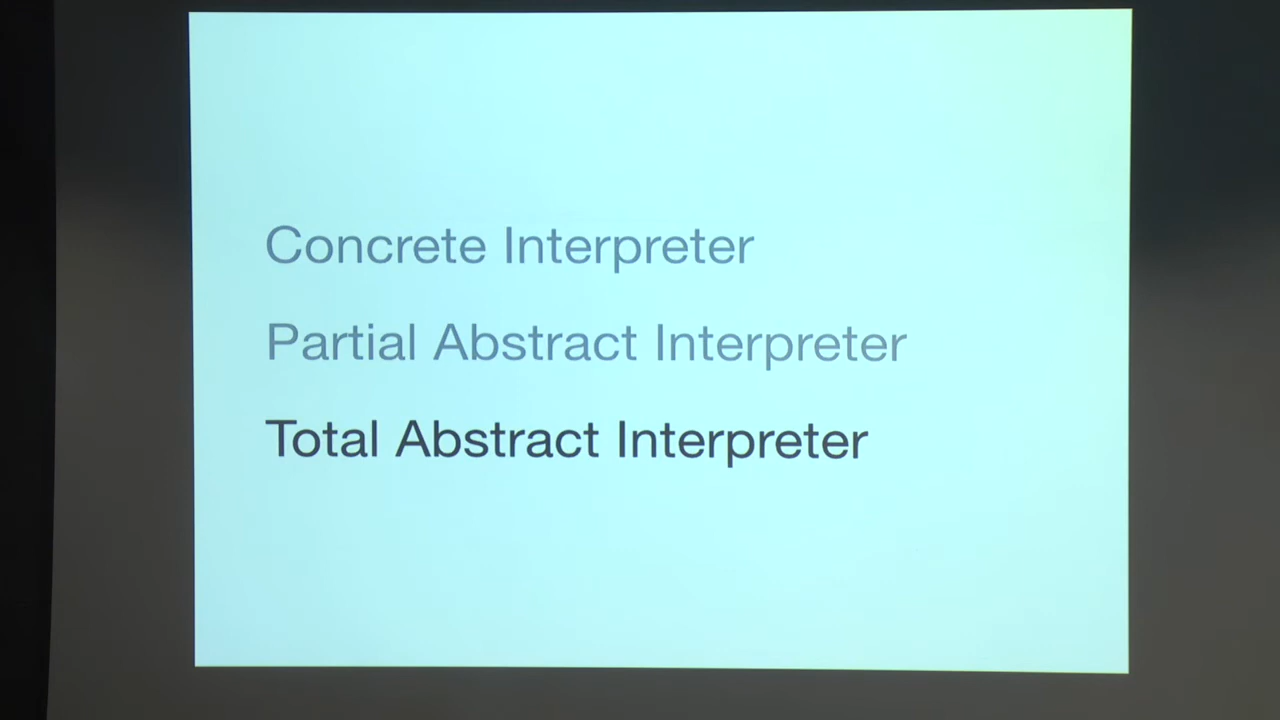 Concrete Interpreter
Partial Abstract Interpreter
Total Abstract Interpreter